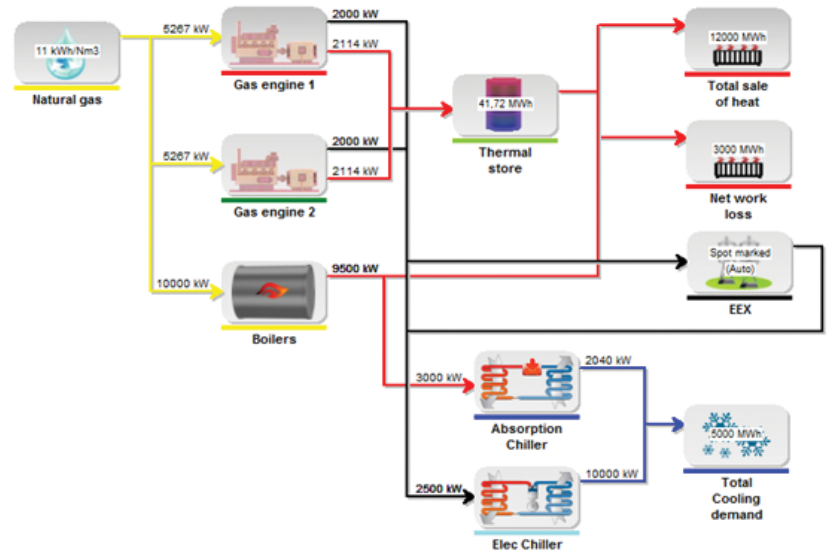 11 kWh/Nm3
Natural gas
5267 kW
5267 kW
10000 kW
Gas engine 1
2000 kW
2114 kW
Gas engine 2
2000 kW
2114 kW
Boilers
9500 kW
41,72 MWh
Thermal
store
12000 MWh
Total sale
of heat
3000 MWh
Net work
loss
Spot marked
(Auto)
EEX
3000 kW
Absorption
Chiller
2040 kW
2500 kW
Elec Chiller
10000 kW
5000 MWh
Total
Cooling
demand